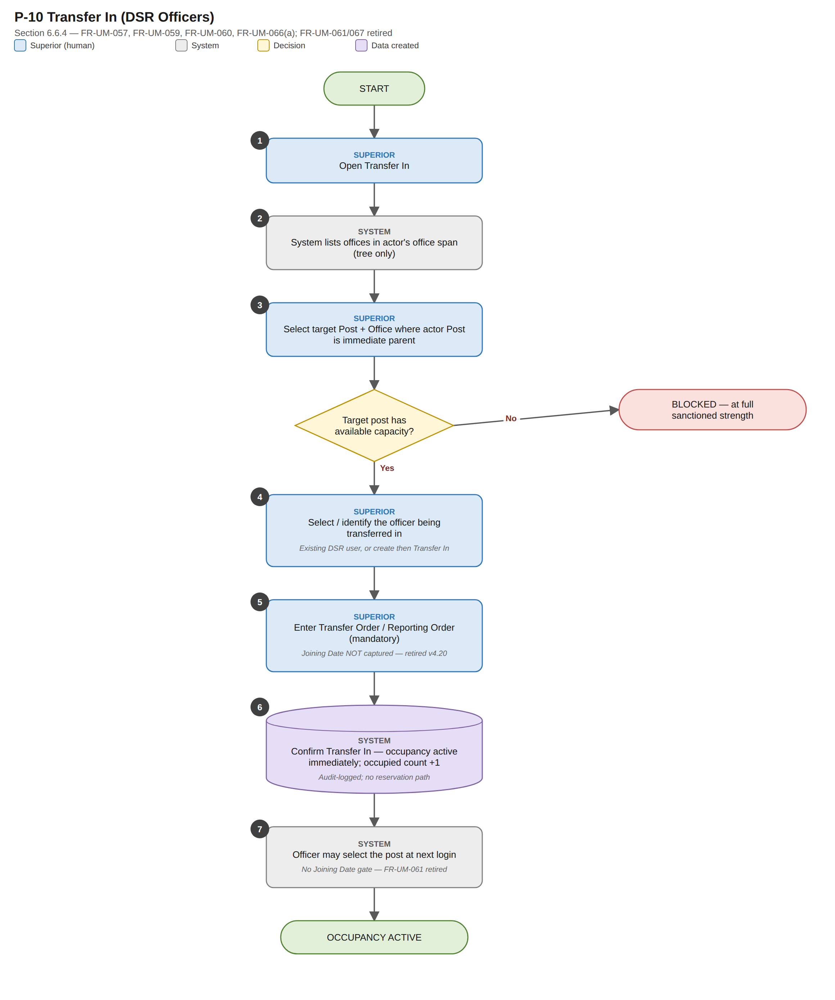 P-10 Transfer In (DSR Officers)
Section 6.6.4 — FR-UM-057, FR-UM-059, FR-UM-060, FR-UM-066(a); FR-UM-061/067 retired
Superior (human)
System
Decision
Data created
START
1
SUPERIOR
Open Transfer In
2
SYSTEM
System lists offices in actor's office span
(tree only)
3
SUPERIOR
Select target Post + Office where actor Post
is immediate parent
Target post has
available capacity?
No
BLOCKED — at full
sanctioned strength
Yes
4
SUPERIOR
Select / identify the officer being
transferred in
Existing DSR user, or create then Transfer In
5
SUPERIOR
Enter Transfer Order / Reporting Order
(mandatory)
Joining Date NOT captured — retired v4.20
6
SYSTEM
Confirm Transfer In — occupancy active
immediately; occupied count +1
Audit-logged; no reservation path
7
SYSTEM
Officer may select the post at next login
No Joining Date gate — FR-UM-061 retired
OCCUPANCY ACTIVE